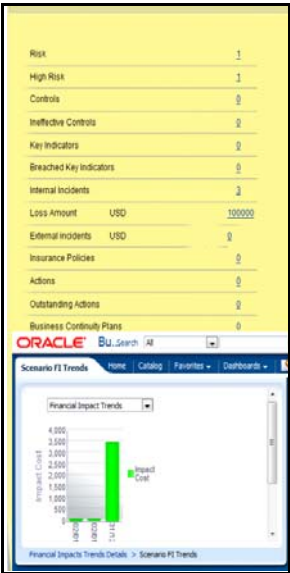 Risk 1
High Risk 1
Controls 0
Ineffective Controls 0
Key Indicators 0
Breached Key Indicators 0
Internal Incidents 3
Loss Amount USD 100000
External Incidents USD 0
Insurance Policies 0
Actions 0
Outstanding Actions 0
Business Continuity Plans 0
ORACLE Bu.. Search All
Scenario FI Trends Home Catalog Favorites Dashboards
Financial Impact Trends
4,000
3,500
3,000
2,500
2,000
1,500
1,000
500
0
Impact Cost
Impact Cost
Financial Impacts Trends Details > Scenario FI Trends